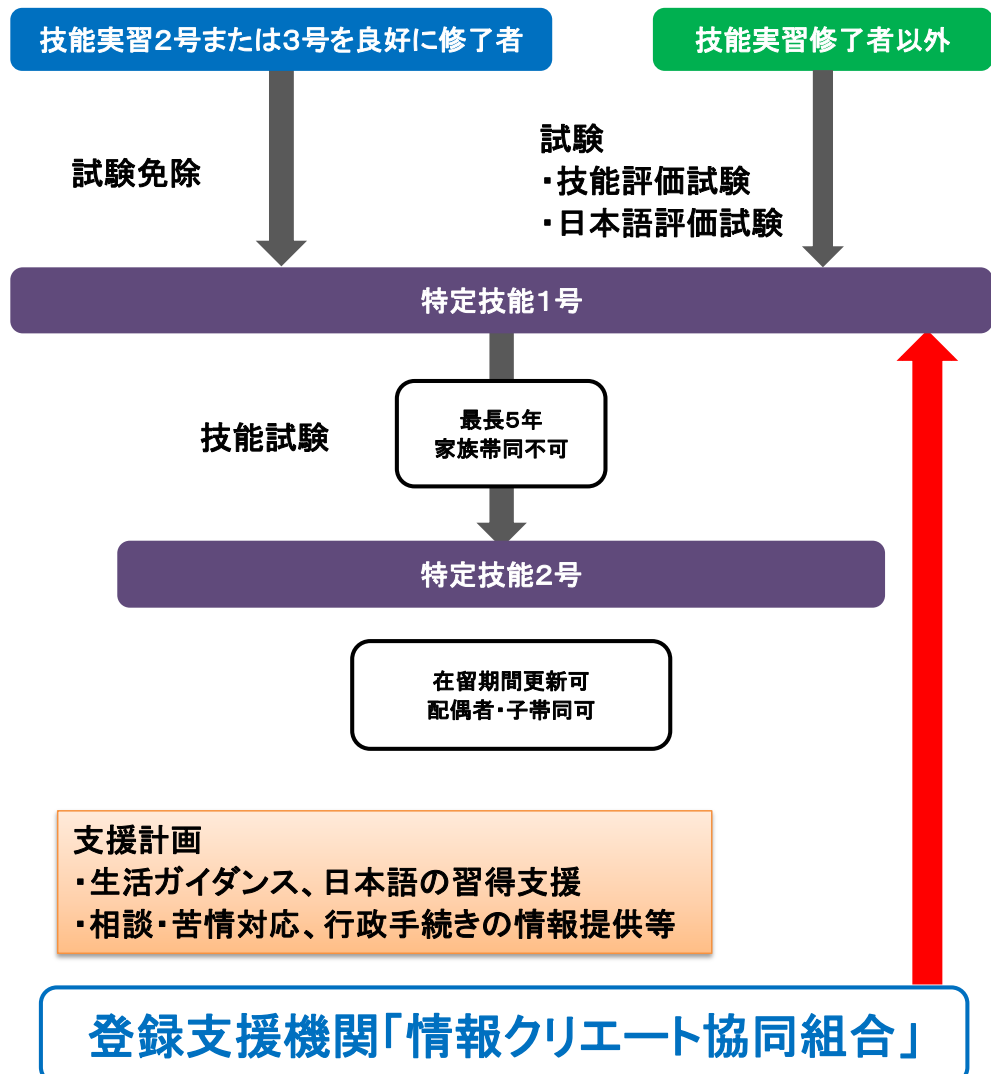 技能実習2号または3号を良好に修了者
技能実習修了者以外
試験免除
試験
・技能評価試験
・日本語評価試験
特定技能1号
技能試験
最長5年
家族帯同不可
特定技能2号
在留期間更新可
配偶者・子帯同可
支援計画
・生活ガイダンス、日本語の習得支援
・相談・苦情対応、行政手続きの情報提供等
登録支援機関「情報クリエート協同組合」